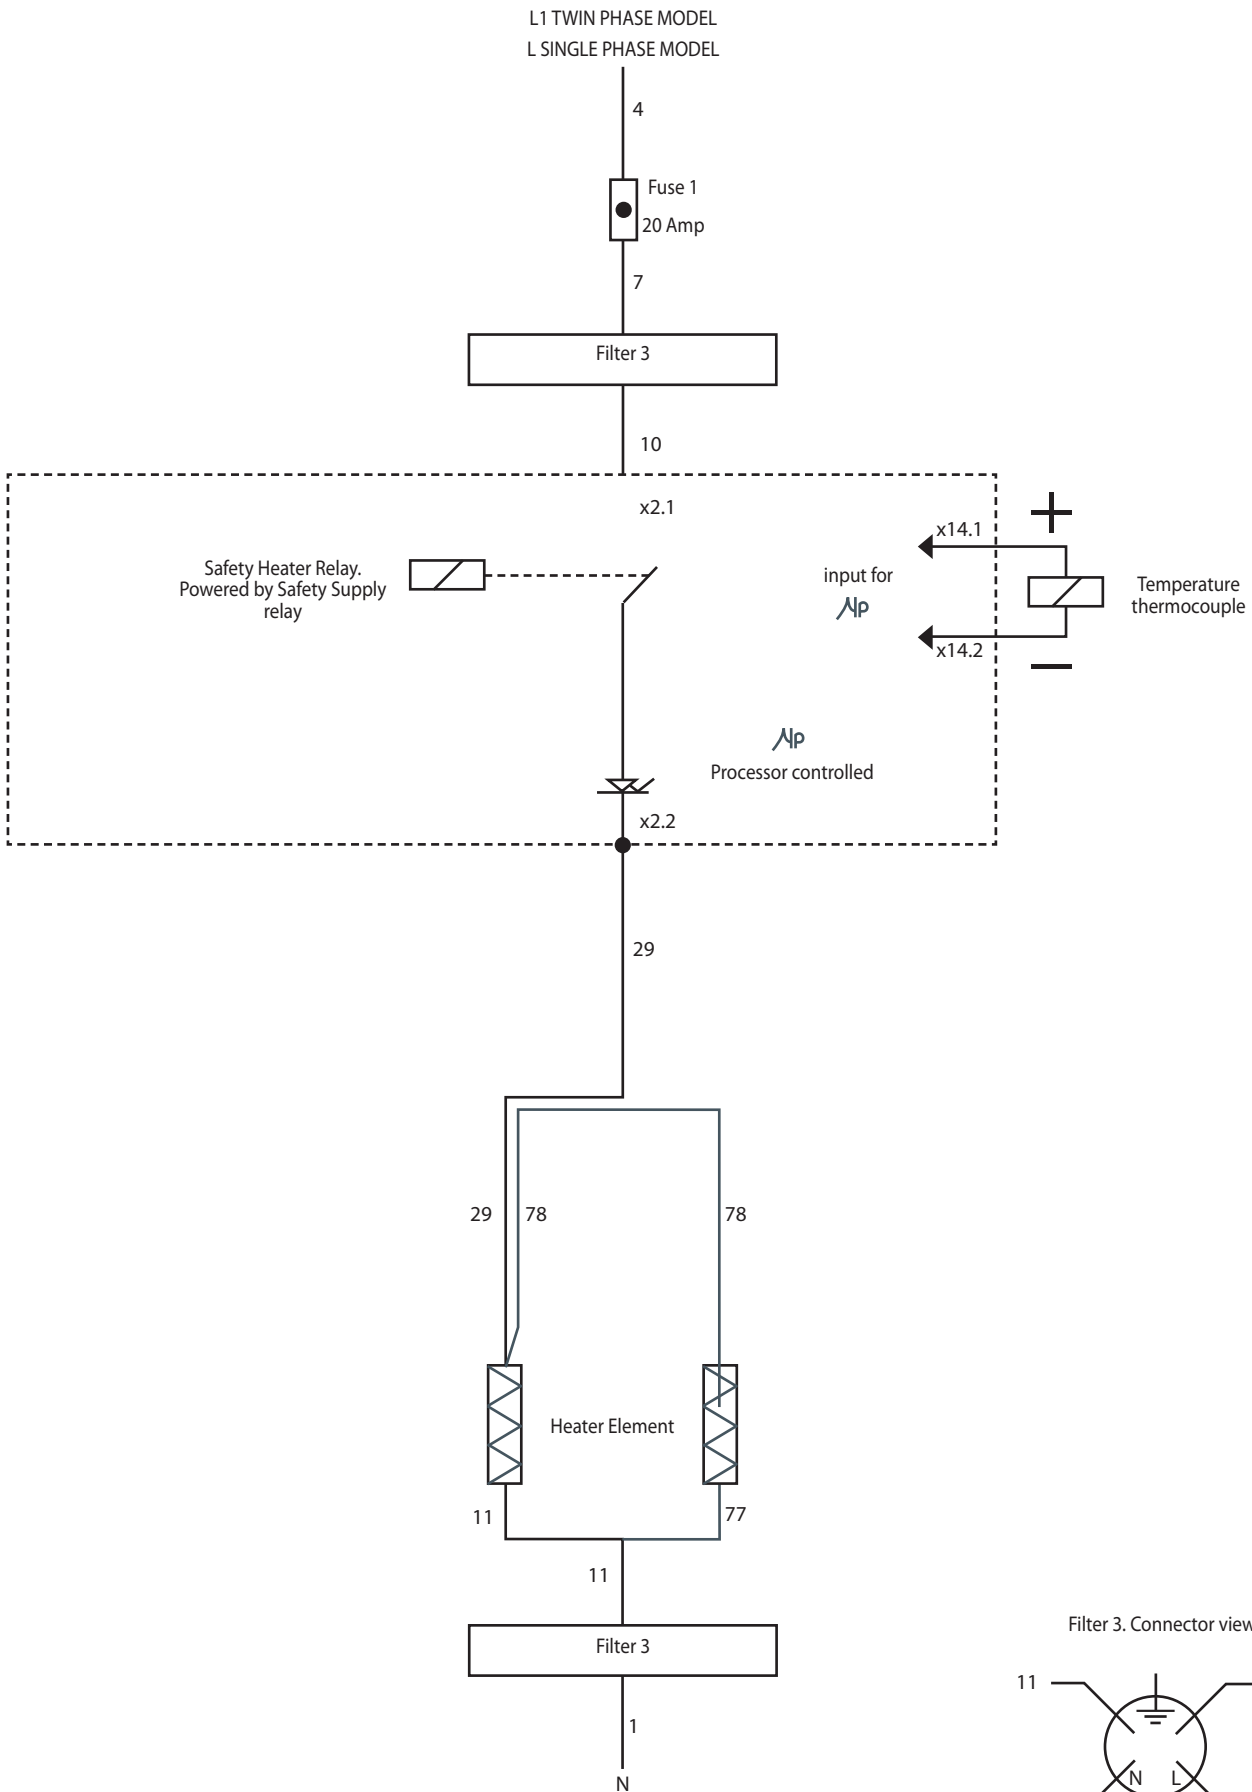 L1 TWIN PHASE MODEL
L SINGLE PHASE MODEL
4
Fuse 1
20 Amp
7
Filter 3
10
x2.1
x14.1
Safety Heater Relay.
Powered by Safety Supply
relay
input for
Temperature
thermocouple
x14.2
Processor controlled
x2.2
29
29
78
78
Heater Element
11
77
11
Filter 3
Filter 3. Connector view
11
1
N
L
N